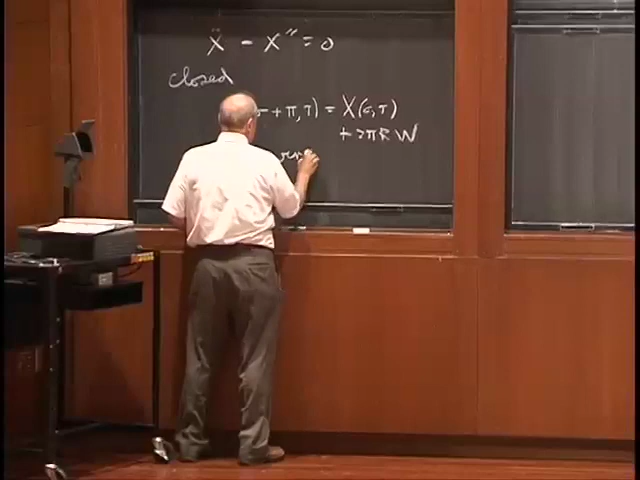 Ẍ - X″ = 0
closed
σ + π, τ) = X(σ, τ)
+ 2πR W